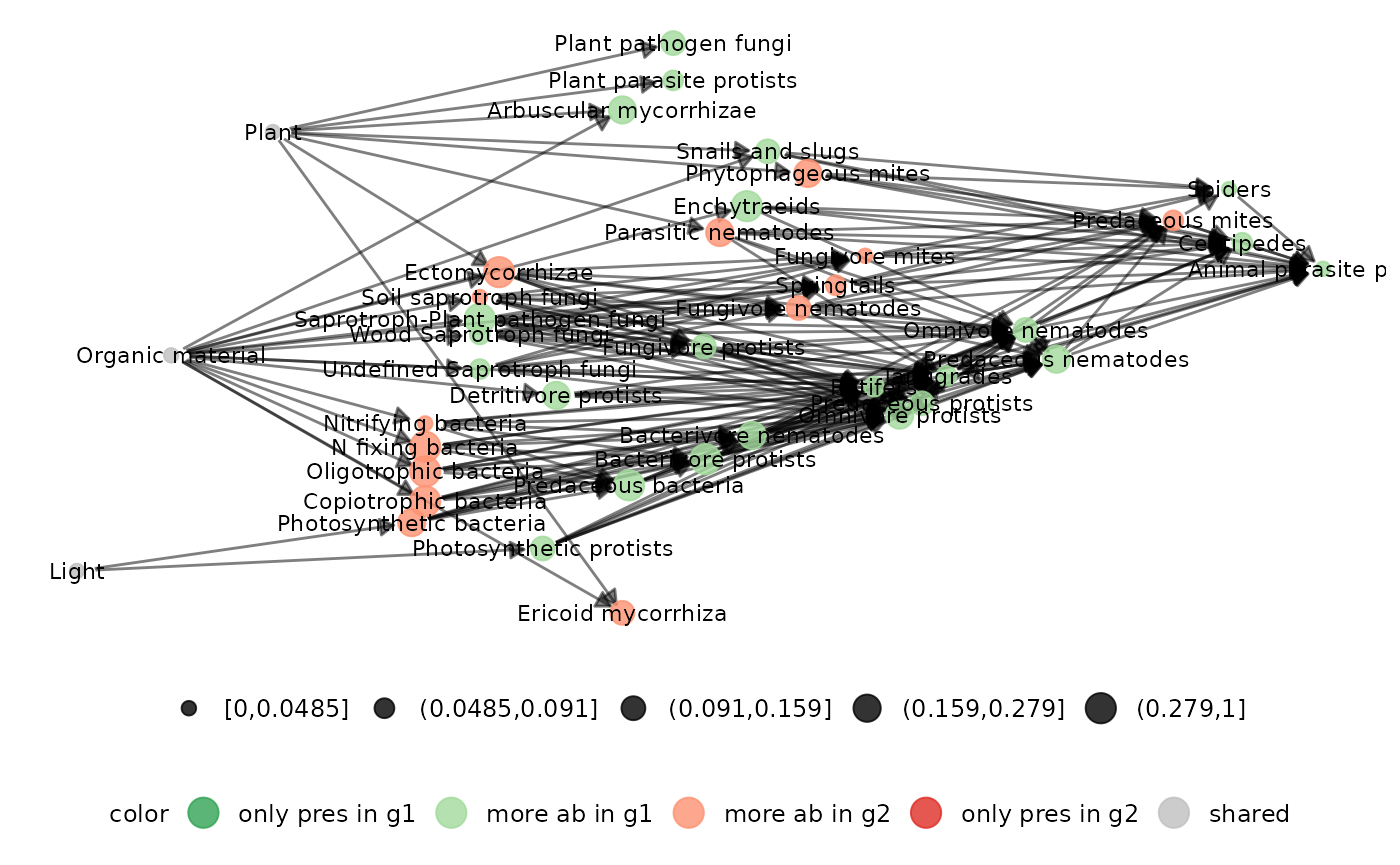 Plant pathogen fungi
Plant parasite protists
Arbuscular mycorrhizae
Plant
Snails and slugs
Phytophageous mites
Spiders
Enchytraeids
Predaceous mites
Parasitic nematodes
Centipedes
Fungivore mites
Animal parasite p
Ectomycorrhizae
Springtails
Soil saprotroph fungi
Fungivore nematodes
Saprotroph-Plant pathogen fungi
Omnivore nematodes
Wood Saprotroph fungi
Fungivore protists
Organic material
Predaceous nematodes
Undefined Saprotroph fungi
Tardigrades
Rotifers
Detritivore protists
Predaceous protists
Omnivore protists
Nitrifying bacteria
Bacterivore nematodes
N fixing bacteria
Bacterivore protists
Oligotrophic bacteria
Predaceous bacteria
Copiotrophic bacteria
Photosynthetic bacteria
Photosynthetic protists
Light
Ericoid mycorrhiza
[0,0.0485] (0.0485,0.091] (0.091,0.159] (0.159,0.279] (0.279,1]
color only pres in g1 more ab in g1 more ab in g2 only pres in g2 shared